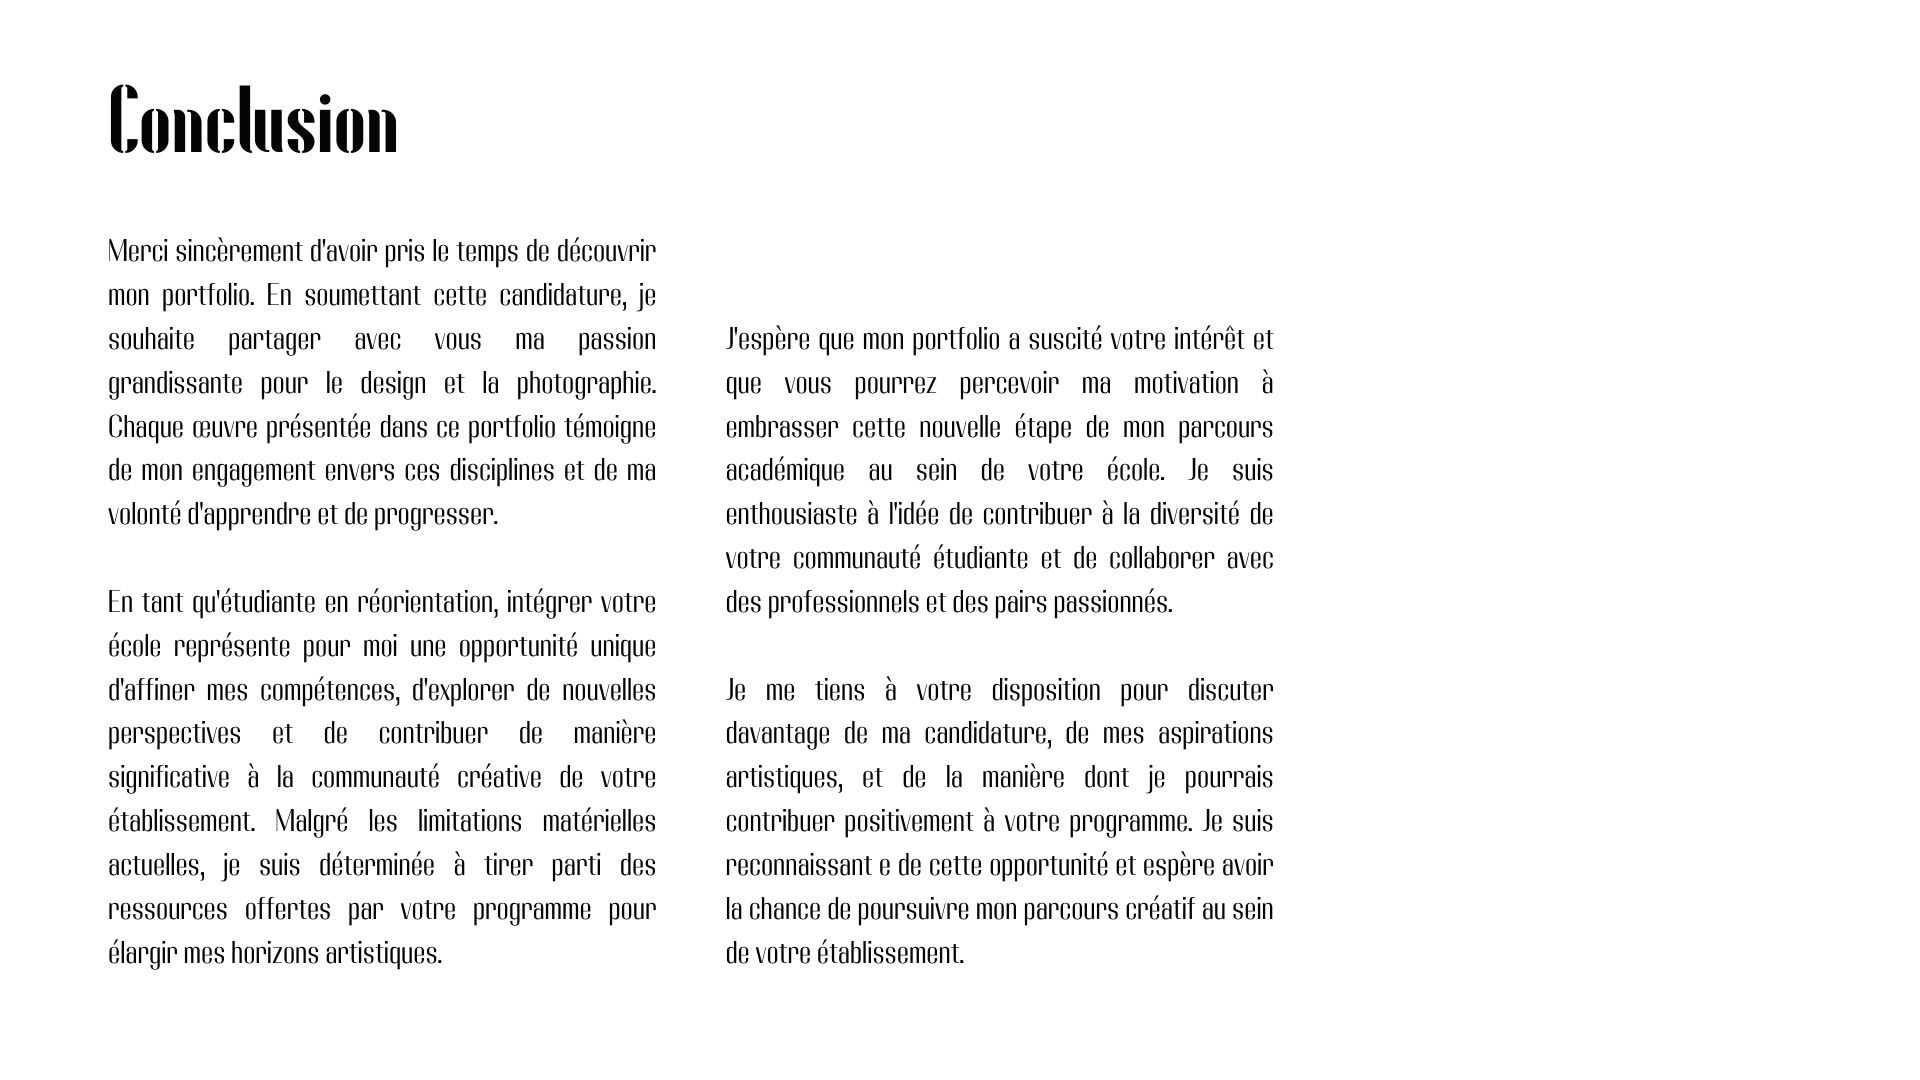 Conclusion
Merci sincèrement d'avoir pris le temps de découvrir
mon portfolio. En soumettant cette candidature, je
souhaite partager avec vous ma passion
grandissante pour le design et la photographie.
Chaque œuvre présentée dans ce portfolio témoigne
de mon engagement envers ces disciplines et de ma
volonté d'apprendre et de progresser.
En tant qu'étudiante en réorientation, intégrer votre
école représente pour moi une opportunité unique
d'affiner mes compétences, d'explorer de nouvelles
perspectives et de contribuer de manière
significative à la communauté créative de votre
établissement. Malgré les limitations matérielles
actuelles, je suis déterminée à tirer parti des
ressources offertes par votre programme pour
élargir mes horizons artistiques.
J'espère que mon portfolio a suscité votre intérêt et
que vous pourrez percevoir ma motivation à
embrasser cette nouvelle étape de mon parcours
académique au sein de votre école. Je suis
enthousiaste à l'idée de contribuer à la diversité de
votre communauté étudiante et de collaborer avec
des professionnels et des pairs passionnés.
Je me tiens à votre disposition pour discuter
davantage de ma candidature, de mes aspirations
artistiques, et de la manière dont je pourrais
contribuer positivement à votre programme. Je suis
reconnaissant e de cette opportunité et espère avoir
la chance de poursuivre mon parcours créatif au sein
de votre établissement.